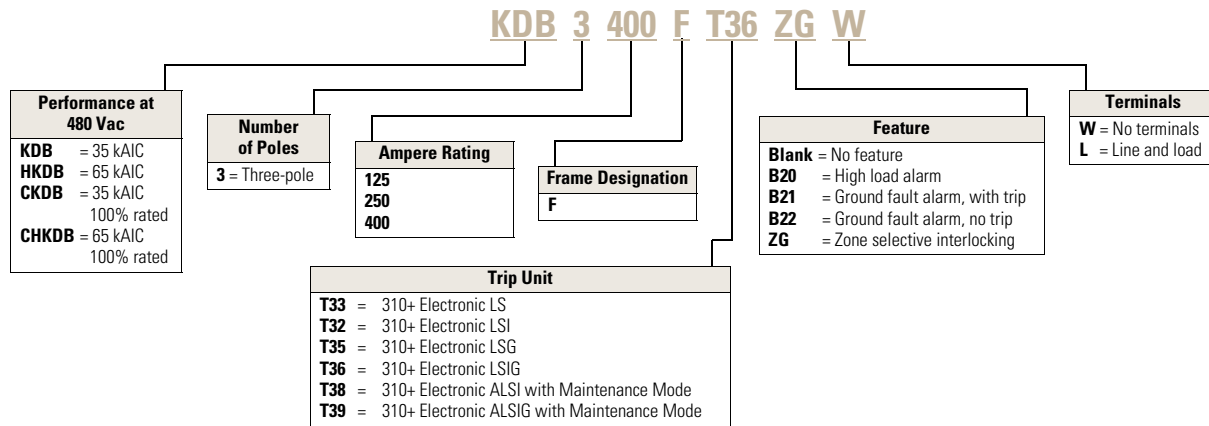 KDB 3 400 F T36 ZG W
Performance at
480 Vac
KDB = 35 kAIC
HKDB = 65 kAIC
CKDB = 35 kAIC
100% rated
CHKDB = 65 kAIC
100% rated
Number
of Poles
3 = Three-pole
Ampere Rating
125
250
400
Frame Designation
F
Trip Unit
T33 = 310+ Electronic LS
T32 = 310+ Electronic LSI
T35 = 310+ Electronic LSG
T36 = 310+ Electronic LSIG
T38 = 310+ Electronic ALSI with Maintenance Mode
T39 = 310+ Electronic ALSIG with Maintenance Mode
Feature
Blank = No feature
B20 = High load alarm
B21 = Ground fault alarm, with trip
B22 = Ground fault alarm, no trip
ZG = Zone selective interlocking
Terminals
W = No terminals
L = Line and load